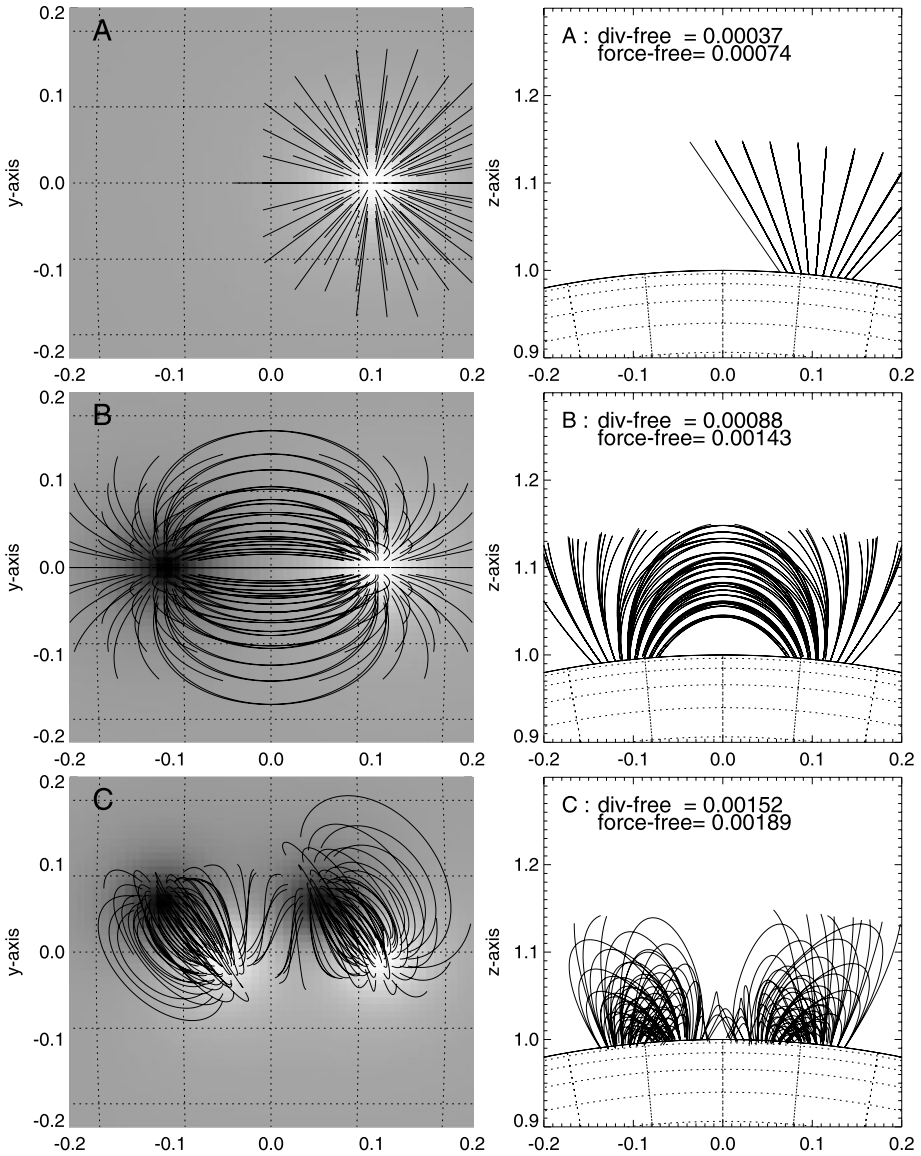 A
0.2
0.1
0.0
-0.1
-0.2
y-axis
-0.2 -0.1 0.0 0.1 0.2
A : div-free = 0.00037
force-free= 0.00074
1.2
1.1
1.0
0.9
z-axis
-0.2 -0.1 0.0 0.1 0.2
B
0.2
0.1
0.0
-0.1
-0.2
y-axis
-0.2 -0.1 0.0 0.1 0.2
B : div-free = 0.00088
force-free= 0.00143
1.2
1.1
1.0
0.9
z-axis
-0.2 -0.1 0.0 0.1 0.2
C
0.2
0.1
0.0
-0.1
-0.2
y-axis
-0.2 -0.1 0.0 0.1 0.2
C : div-free = 0.00152
force-free= 0.00189
1.2
1.1
1.0
0.9
z-axis
-0.2 -0.1 0.0 0.1 0.2